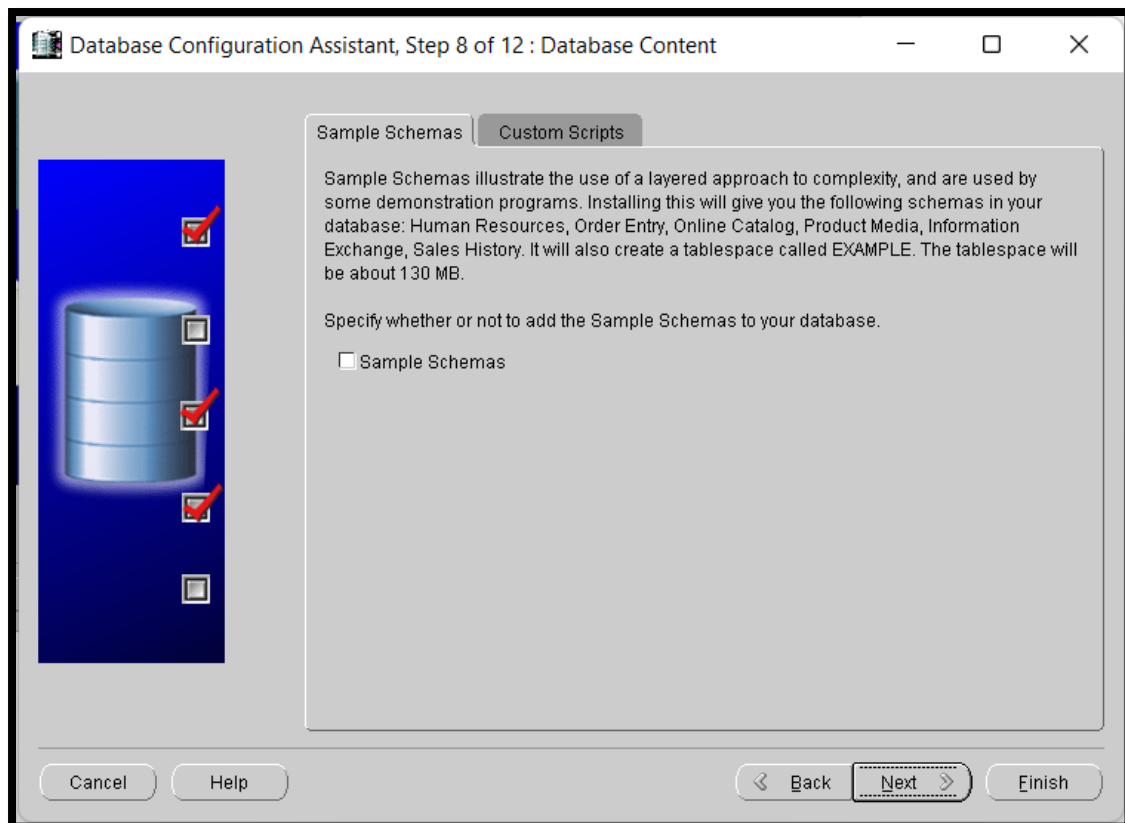 Database Configuration Assistant, Step 8 of 12 : Database Content
Sample Schemas
Custom Scripts
Sample Schemas illustrate the use of a layered approach to complexity, and are used by
some demonstration programs. Installing this will give you the following schemas in your
database: Human Resources, Order Entry, Online Catalog, Product Media, Information
Exchange, Sales History. It will also create a tablespace called EXAMPLE. The tablespace will
be about 130 MB.
Specify whether or not to add the Sample Schemas to your database.
Sample Schemas
Cancel
Help
Back
Next
Finish